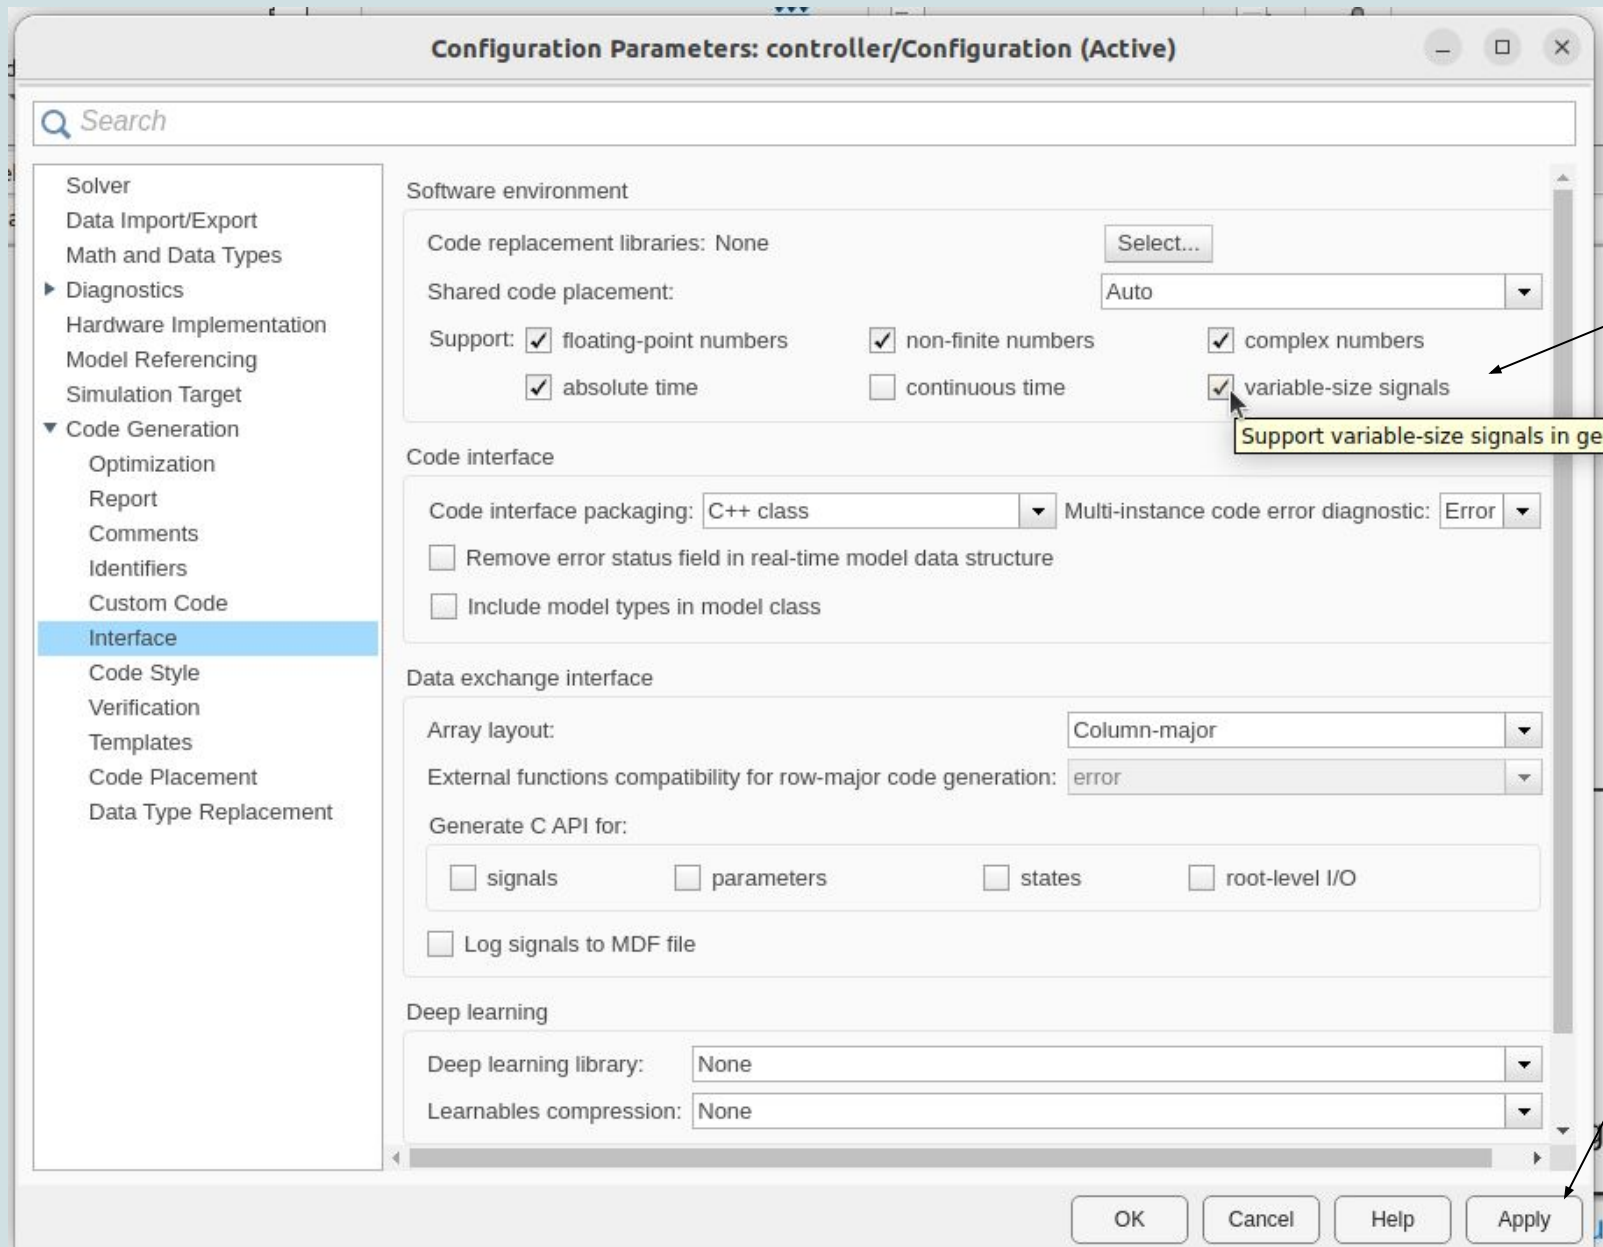 Configuration Parameters: controller/Configuration (Active)
Search
Solver
Data Import/Export
Math and Data Types
Diagnostics
Hardware Implementation
Model Referencing
Simulation Target
Code Generation
Optimization
Report
Comments
Identifiers
Custom Code
Interface
Code Style
Verification
Templates
Code Placement
Data Type Replacement
Software environment
Code replacement libraries: None Select...
Shared code placement: Auto
Support: floating-point numbers non-finite numbers complex numbers
absolute time continuous time variable-size signals
Support variable-size signals in ge
Code interface
Code interface packaging: C++ class Multi-instance code error diagnostic: Error
Remove error status field in real-time model data structure
Include model types in model class
Data exchange interface
Array layout: Column-major
External functions compatibility for row-major code generation: error
Generate C API for:
signals parameters states root-level I/O
Log signals to MDF file
Deep learning
Deep learning library: None
Learnables compression: None
OK Cancel Help Apply